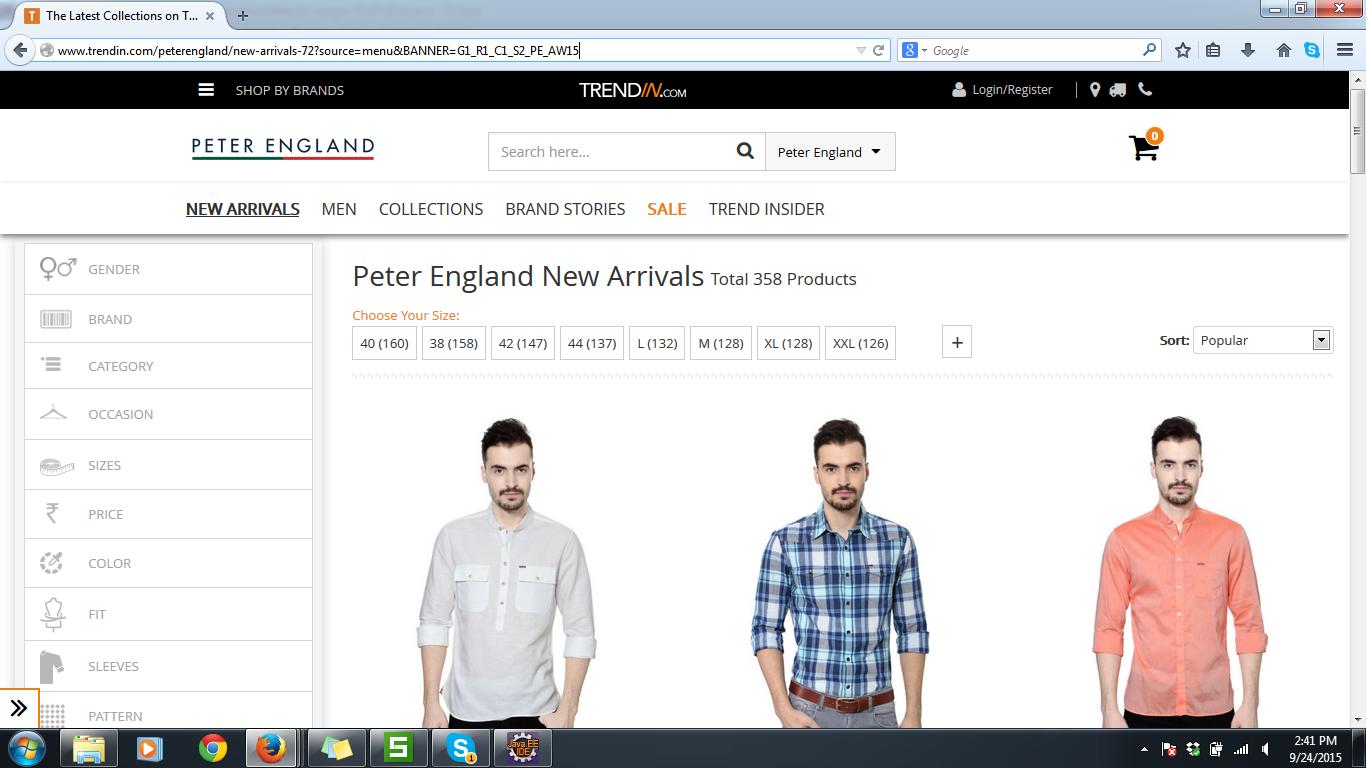 The Latest Collections on T...
www.trendin.com/peterengland/new-arrivals-72?source=menu&BANNER=G1_R1_C1_S2_PE_AW15
Google
SHOP BY BRANDS
TRENDIN.COM
Login/Register
PETER ENGLAND
Search here...
Peter England
0
NEW ARRIVALS MEN COLLECTIONS BRAND STORIES SALE TREND INSIDER
GENDER
BRAND
CATEGORY
OCCASION
SIZES
₹ PRICE
COLOR
FIT
SLEEVES
PATTERN
Peter England New Arrivals Total 358 Products
Choose Your Size:
40 (160) 38 (158) 42 (147) 44 (137) L (132) M (128) XL (128) XXL (126) +
Sort: Popular
Java EE
IDE
1
2:41 PM
9/24/2015